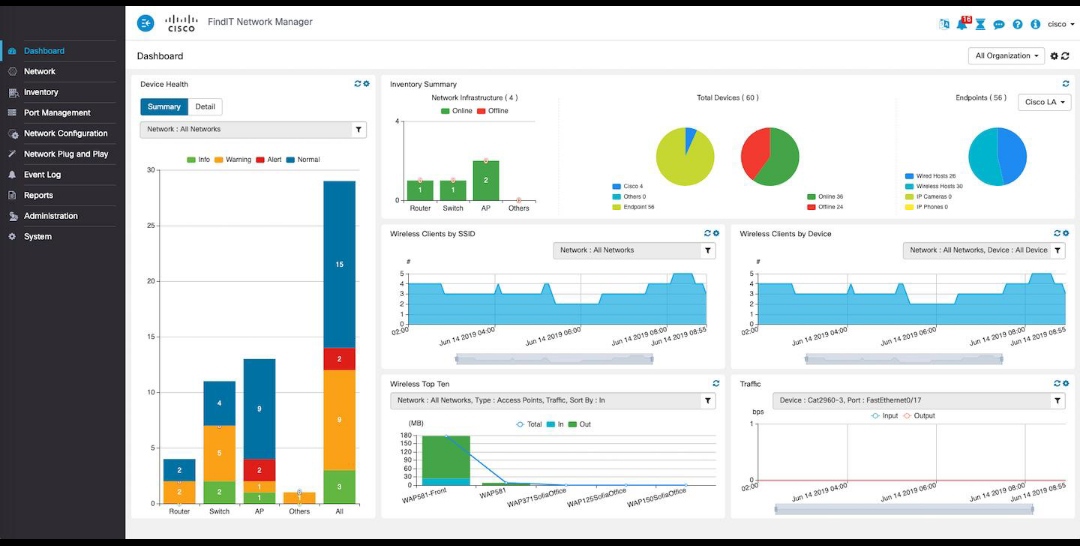 CISCO
FindIT Network Manager
16
cisco
Dashboard
Network
Inventory
Port Management
Network Configuration
Network Plug and Play
Event Log
Reports
Administration
System
Dashboard
All Organization
Device Health
Summary Detail
Network : All Networks
Info Warning Alert Normal
30
25
20
15
10
5
0
2
2
4
5
2
9
2
1
1
1
15
2
9
3
Router Switch AP Others All
Inventory Summary
Network Infrastructure ( 4 )
Online Offline
4
0
1
1
2
Router Switch AP Others
Total Devices ( 60 )
Cisco 4
Others 0
Endpoint 56
Online 36
Offline 24
Endpoints ( 56 )
Cisco LA
Wired Hosts 26
Wireless Hosts 30
IP Cameras 0
IP Phones 0
Wireless Clients by SSID
Network : All Networks
#
5
4
3
2
1
0
02:00 Jun 14 2019 04:00 Jun 14 2019 06:00 Jun 14 2019 08:00 Jun 14 2019 08:55
Wireless Clients by Device
Network : All Networks, Device : All Device
#
5
4
3
2
1
0
02:00 Jun 14 2019 04:00 Jun 14 2019 06:00 Jun 14 2019 08:00 Jun 14 2019 08:55
Wireless Top Ten
Network : All Networks, Type : Access Points, Traffic, Sort By : In
(MB)
Total In Out
180
150
120
90
60
30
0
WAP581-Front WAP581 WAP371SofiaOffice WAP125SofiaOffice WAP150SofiaOffice
Traffic
Device : Cat2960-3, Port : FastEthernet0/17
bps
Input Output
1
0
02:00 Jun 14 2019 04:00 Jun 14 2019 06:00 Jun 14 2019 08:00 Jun 14 2019 08:55